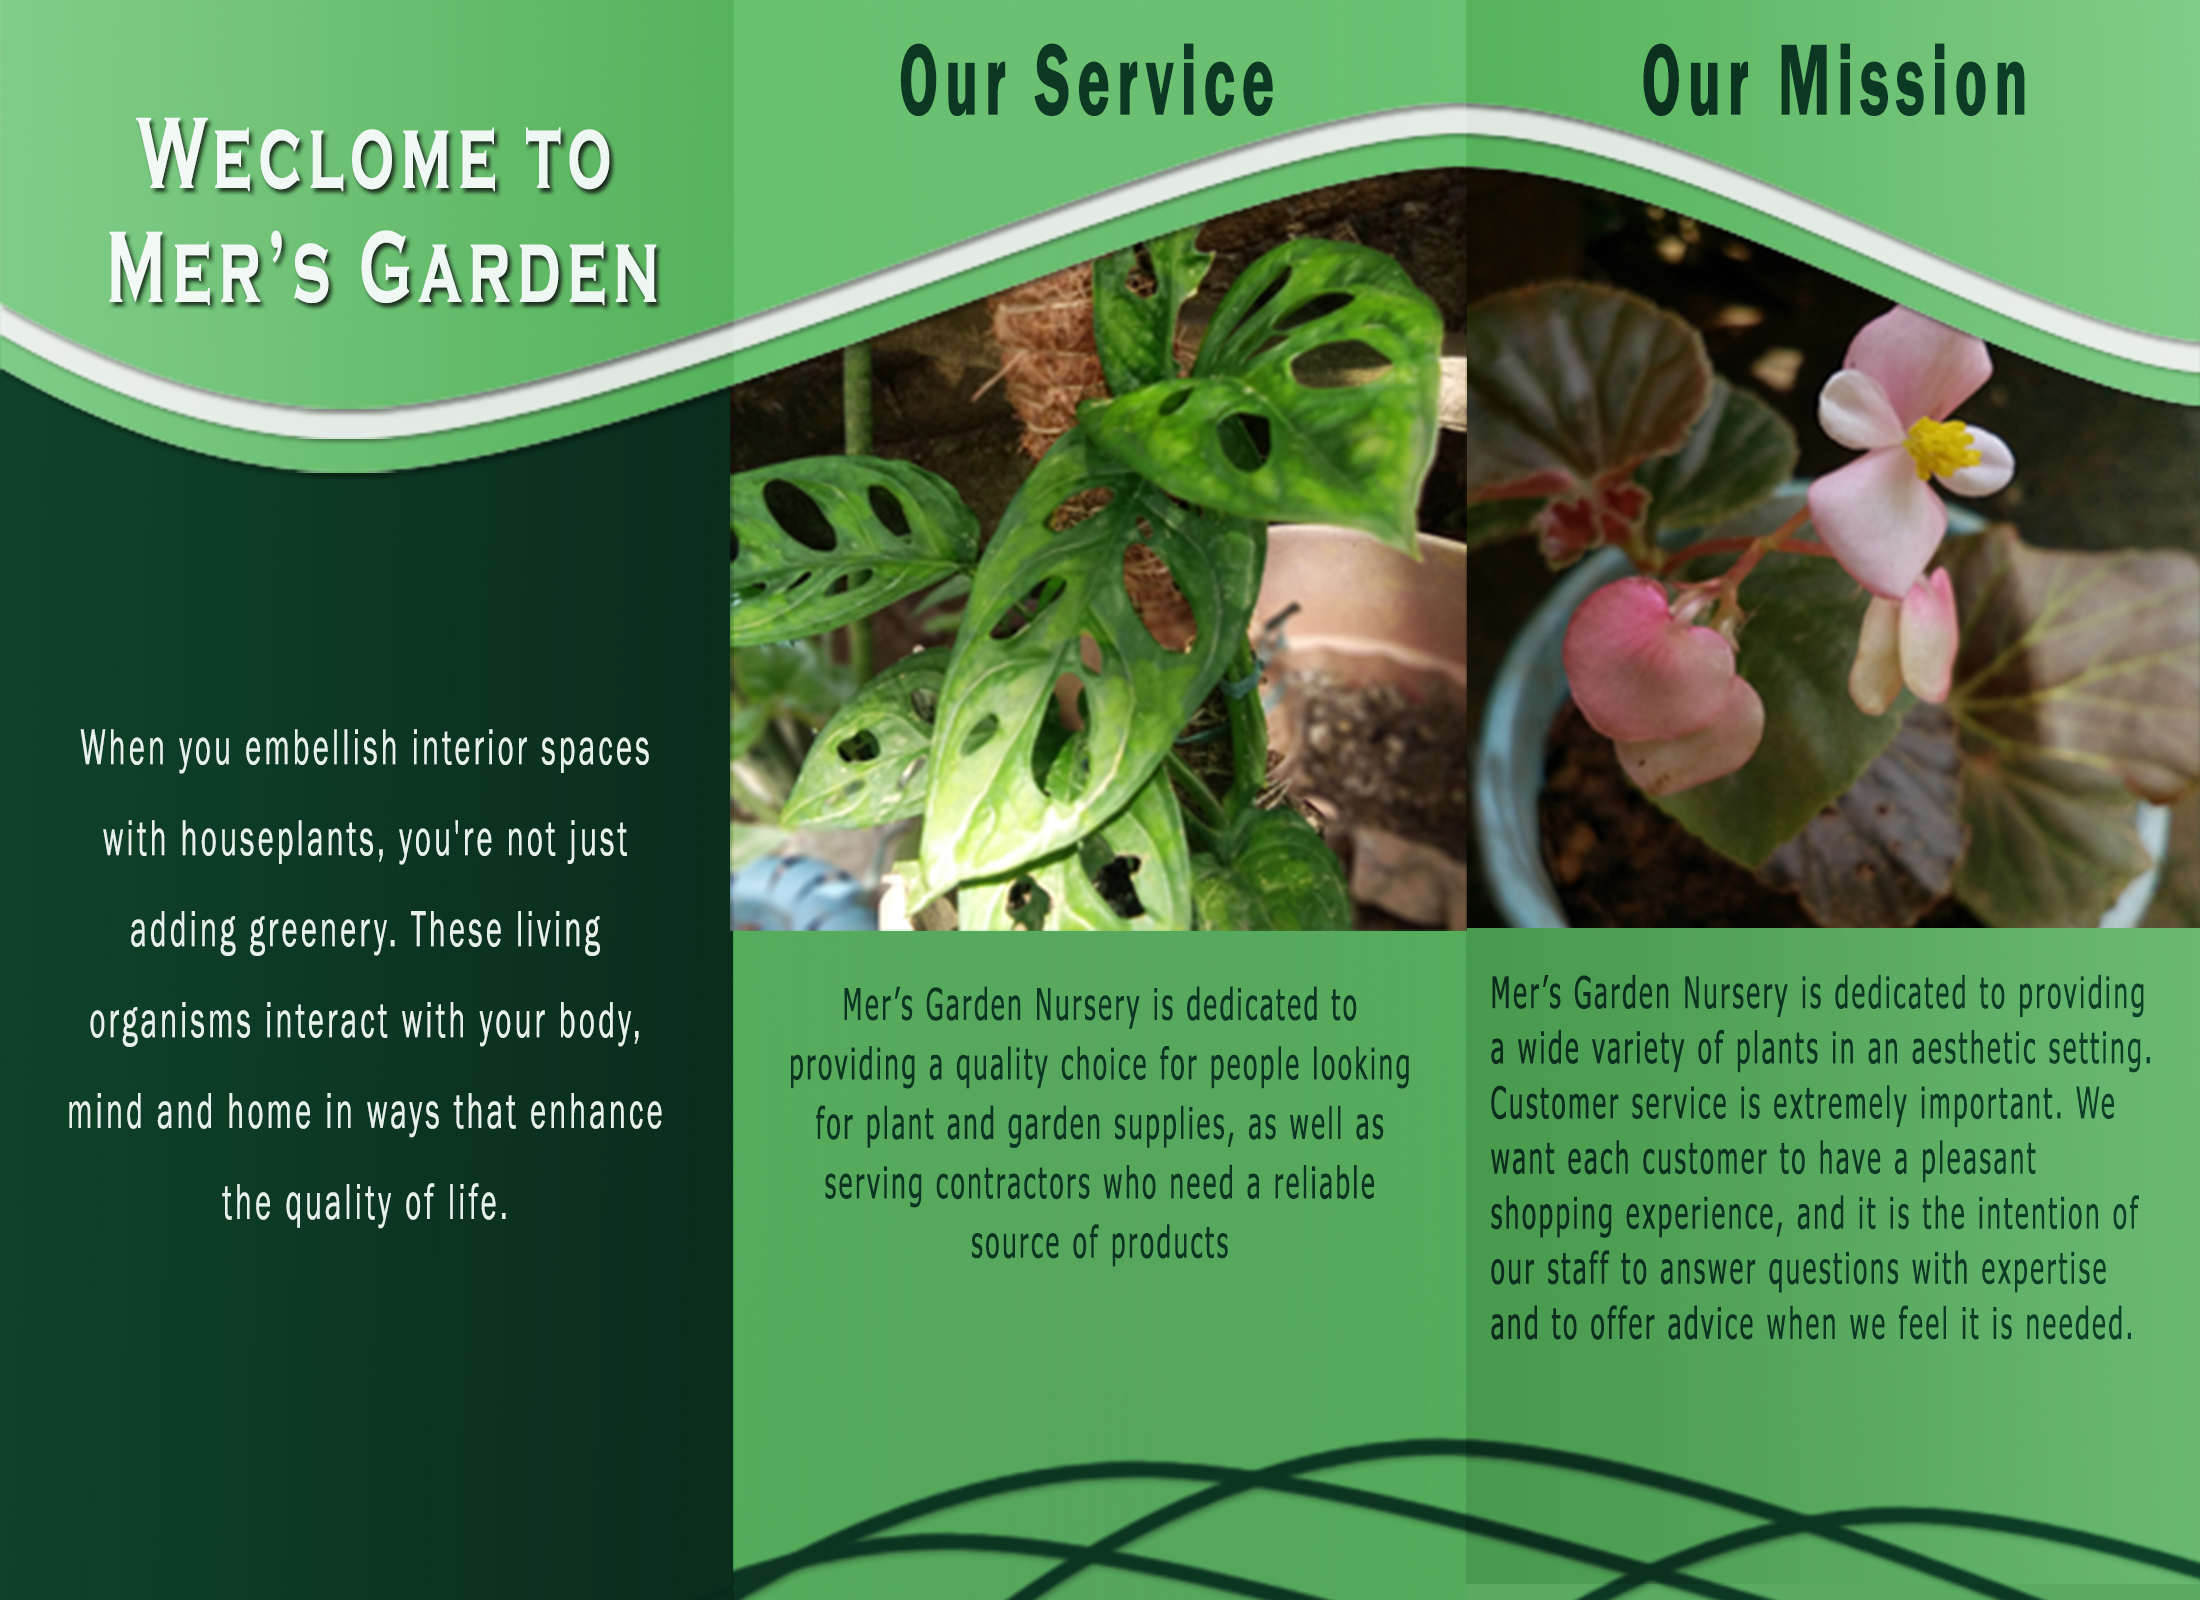 WECLOME TO
MER’S GARDEN
When you embellish interior spaces
with houseplants, you're not just
adding greenery. These living
organisms interact with your body,
mind and home in ways that enhance
the quality of life.
Our Service
Mer’s Garden Nursery is dedicated to
providing a quality choice for people looking
for plant and garden supplies, as well as
serving contractors who need a reliable
source of products
Our Mission
Mer’s Garden Nursery is dedicated to providing
a wide variety of plants in an aesthetic setting.
Customer service is extremely important. We
want each customer to have a pleasant
shopping experience, and it is the intention of
our staff to answer questions with expertise
and to offer advice when we feel it is needed.